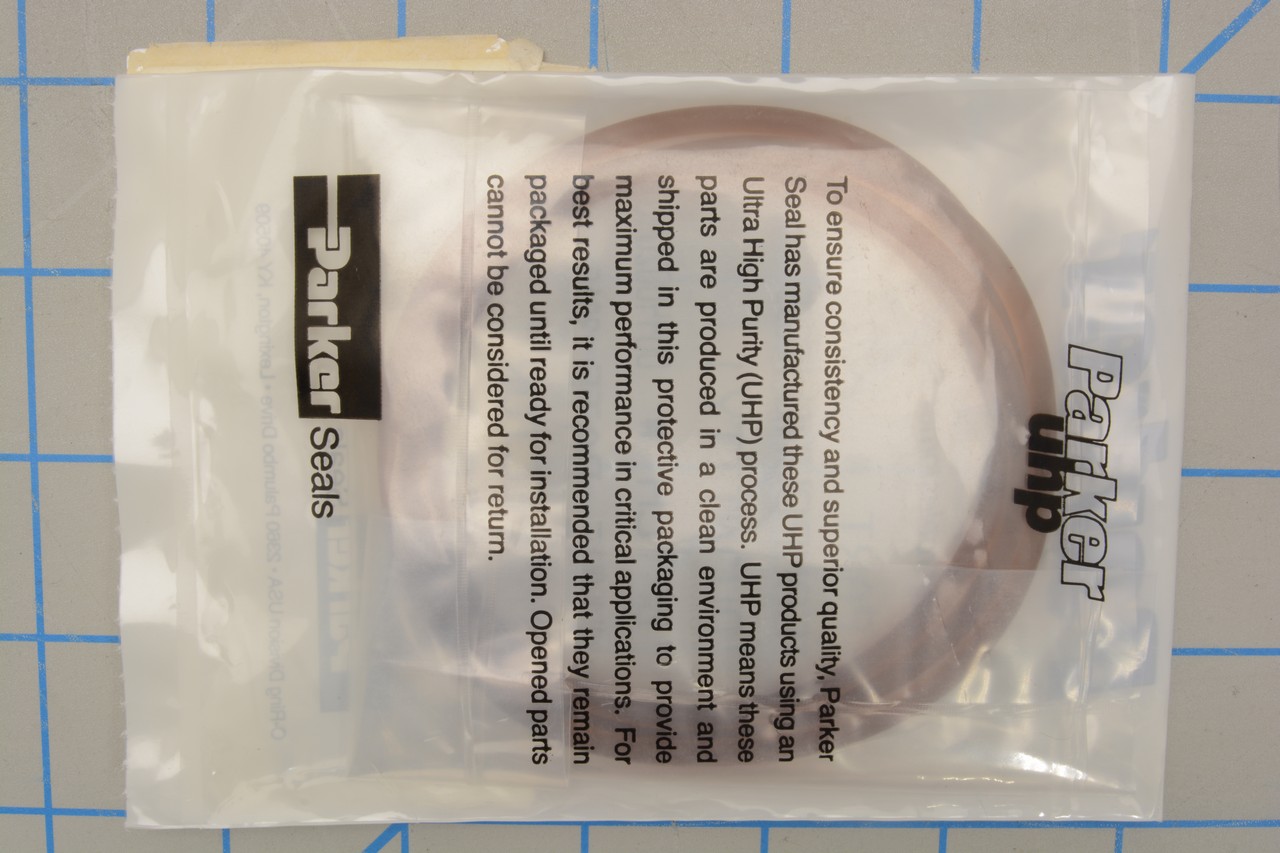 Parker
uhp
To ensure consistency and superior quality, Parker
Seal has manufactured these UHP products using an
Ultra High Purity (UHP) process. UHP means these
parts are produced in a clean environment and
shipped in this protective packaging to provide
maximum performance in critical applications. For
best results, it is recommended that they remain
packaged until ready for installation. Opened parts
cannot be considered for return.
Parker Seals